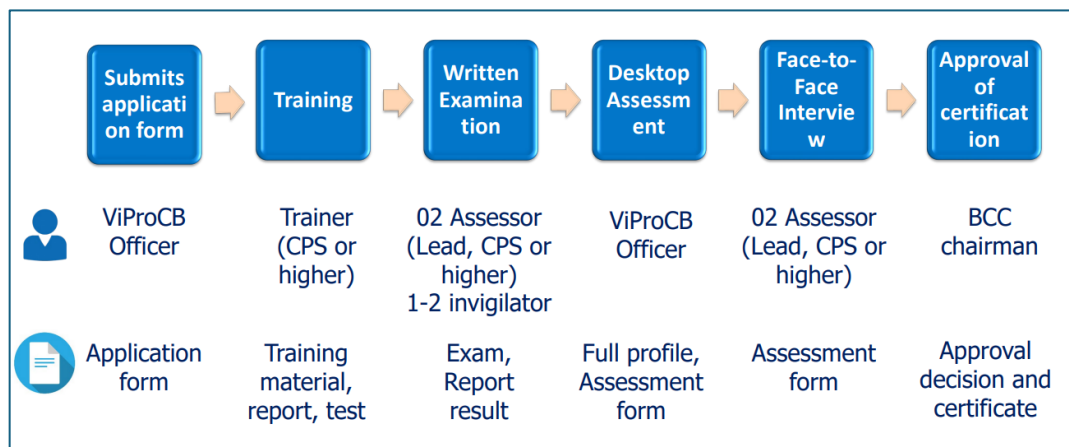 Submits
applicati
on form
Training
Written
Examina
tion
Desktop
Assessm
ent
Face-to-
Face
Intervie
w
Approval
of
certificat
ion
ViProCB
Officer
Trainer
(CPS or
higher)
02 Assessor
(Lead, CPS or
higher)
1-2 invigilator
ViProCB
Officer
02 Assessor
(Lead, CPS or
higher)
BCC
chairman
Application
form
Training
material,
report, test
Exam,
Report
result
Full profile,
Assessment
form
Assessment
form
Approval
decision and
certificate